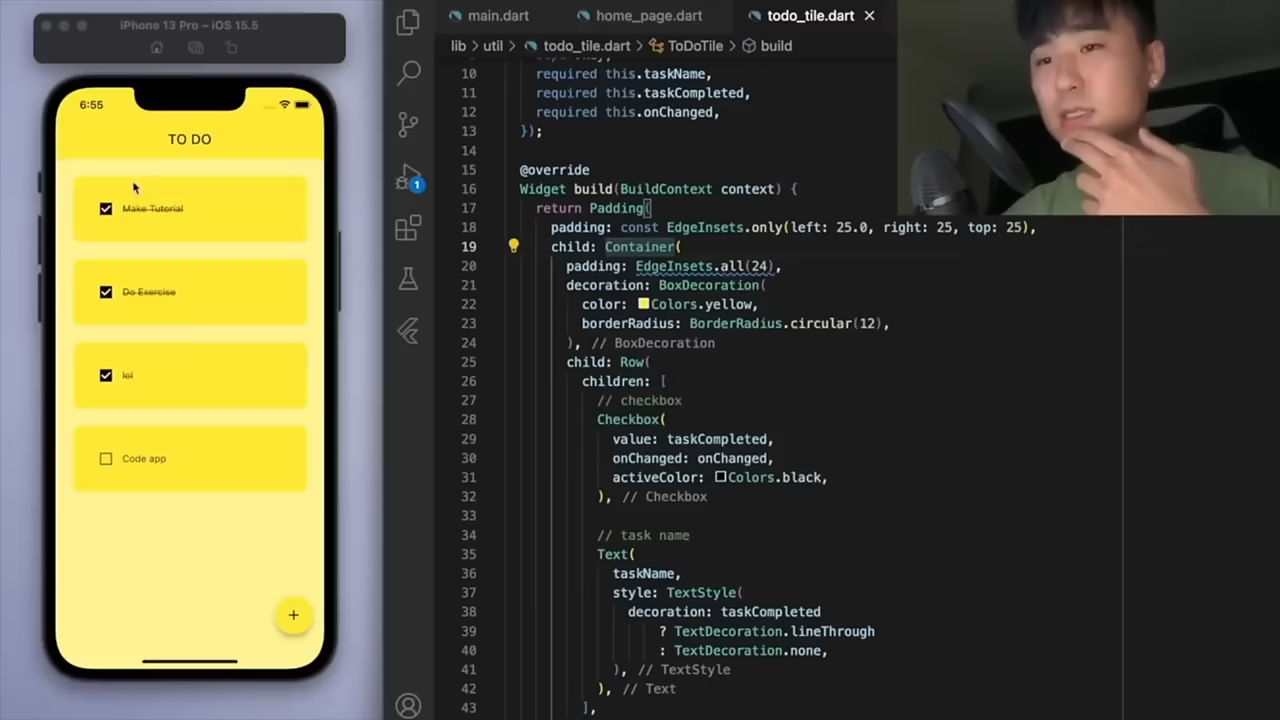 iPhone 13 Pro – iOS 15.5
6:55
TO DO
Make Tutorial
Do Exercise
lol
Code app
+
1
main.dart
home_page.dart
todo_tile.dart
lib > util > todo_tile.dart > ToDoTile > build
10 required this.taskName,
11 required this.taskCompleted,
12 required this.onChanged,
13 });
14
15 @override
16 Widget build(BuildContext context) {
17 return Padding(
18 padding: const EdgeInsets.only(left: 25.0, right: 25, top: 25),
19 child: Container(
20 padding: EdgeInsets.all(24),
21 decoration: BoxDecoration(
22 color: Colors.yellow,
23 borderRadius: BorderRadius.circular(12),
24 ), // BoxDecoration
25 child: Row(
26 children: [
27 // checkbox
28 Checkbox(
29 value: taskCompleted,
30 onChanged: onChanged,
31 activeColor: Colors.black,
32 ), // Checkbox
33
34 // task name
35 Text(
36 taskName,
37 style: TextStyle(
38 decoration: taskCompleted
39 ? TextDecoration.lineThrough
40 : TextDecoration.none,
41 ), // TextStyle
42 ), // Text
43 ],